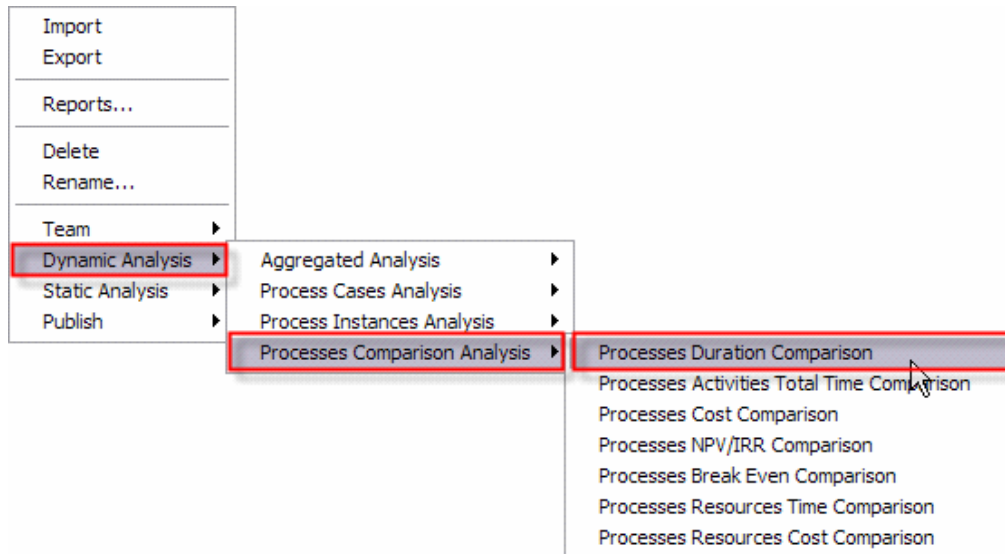 Import
Export
Reports...
Delete
Rename...
Team
Dynamic Analysis
Static Analysis
Publish
Aggregated Analysis
Process Cases Analysis
Process Instances Analysis
Processes Comparison Analysis
Processes Duration Comparison
Processes Activities Total Time Comparison
Processes Cost Comparison
Processes NPV/IRR Comparison
Processes Break Even Comparison
Processes Resources Time Comparison
Processes Resources Cost Comparison